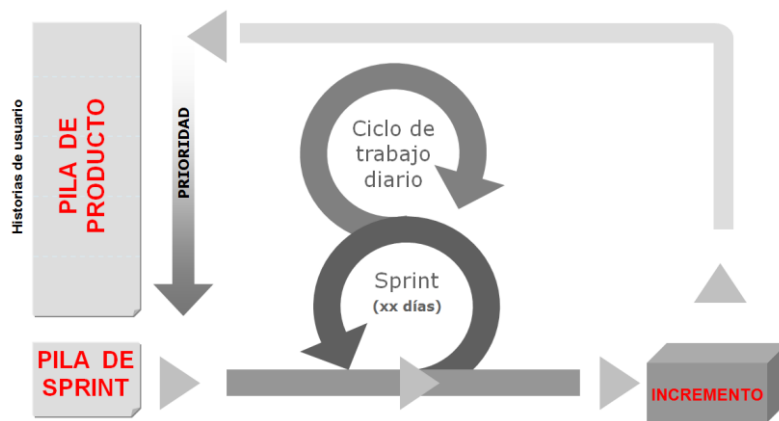 Historias de usuario
PILA DE
PRODUCTO
PRIORIDAD
Ciclo de
trabajo
diario
Sprint
(xx días)
PILA DE
SPRINT
INCREMENTO